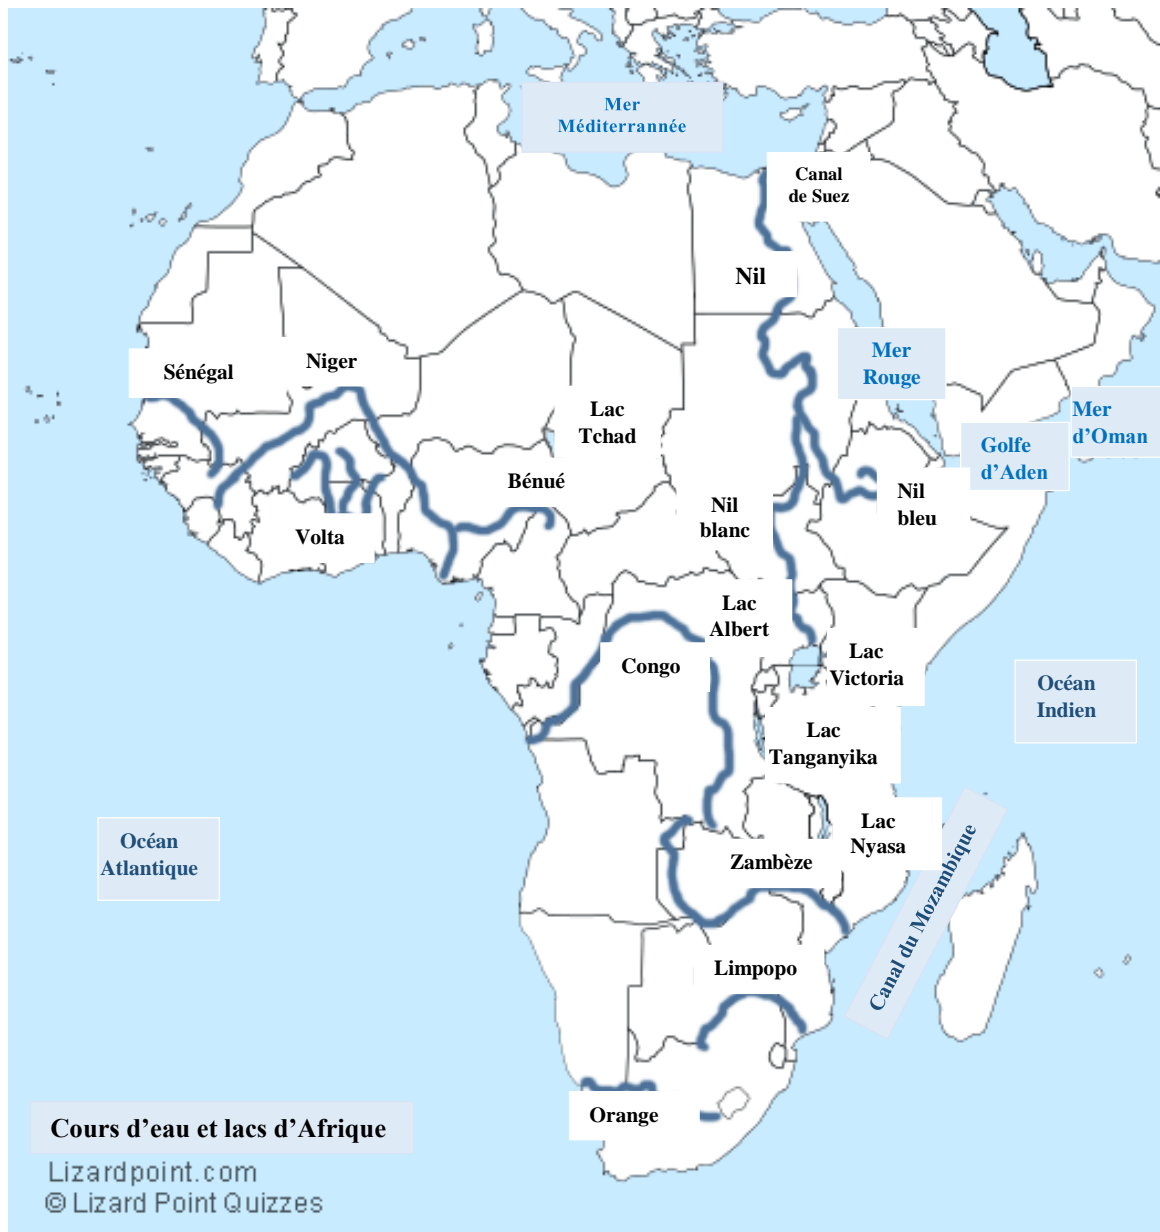 Mer
Méditerrannée
Canal
de Suez
Nil
Mer
Rouge
Sénégal
Niger
Lac
Tchad
Mer
d’Oman
Golfe
d’Aden
Bénué
Nil
bleu
Nil
blanc
Volta
Lac
Albert
Lac
Victoria
Congo
Océan
Indien
Lac
Tanganyika
Lac
Nyasa
Océan
Atlantique
Zambèze
Canal du Mozambique
Limpopo
Orange
Cours d’eau et lacs d’Afrique
Lizardpoint.com
© Lizard Point Quizzes